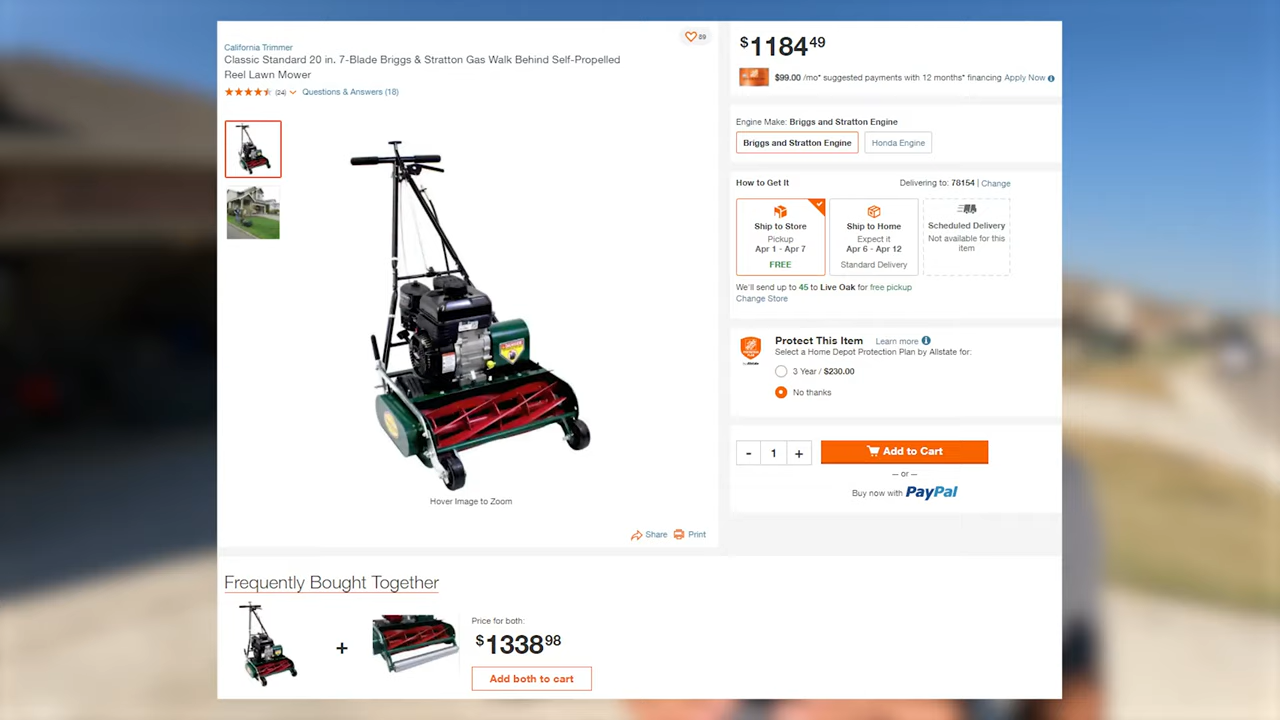 California Trimmer
Classic Standard 20 in. 7-Blade Briggs & Stratton Gas Walk Behind Self-Propelled
Reel Lawn Mower
(24)
Questions & Answers (18)
89
Hover Image to Zoom
Share
Print
$1184 49
$99.00 /mo* suggested payments with 12 months* financing Apply Now
Engine Make: Briggs and Stratton Engine
Briggs and Stratton Engine
Honda Engine
How to Get It
Delivering to: 78154 | Change
Ship to Store
Pickup
Apr 1 - Apr 7
FREE
Ship to Home
Expect it
Apr 6 - Apr 12
Standard Delivery
Scheduled Delivery
Not available for this
item
We'll send up to 45 to Live Oak for free pickup
Change Store
Protect This Item
Learn more
Select a Home Depot Protection Plan by Allstate for:
3 Year / $230.00
No thanks
- 1 +
Add to Cart
— or —
Buy now with PayPal
Frequently Bought Together
+
Price for both:
$1338 98
Add both to cart